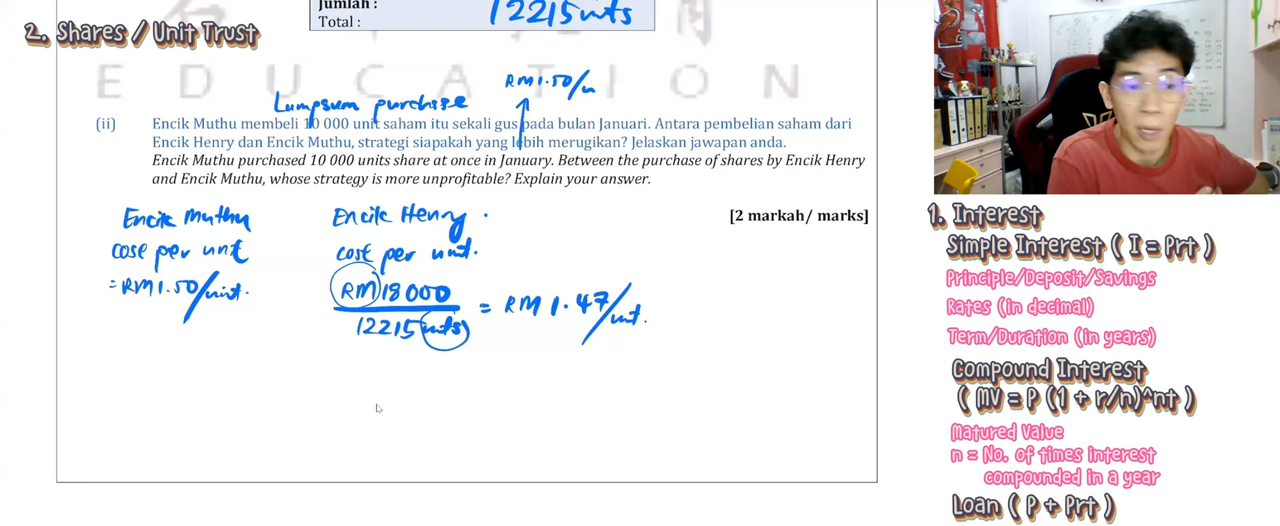 Jumlah :
Total :
12215 units
2. Shares / Unit Trust
EDUCATION
RM1.50/u
Lumpsum purchase
(ii) Encik Muthu membeli 10 000 unit saham itu sekali gus pada bulan Januari. Antara pembelian saham dari
Encik Henry dan Encik Muthu, strategi siapakah yang lebih merugikan? Jelaskan jawapan anda.
Encik Muthu purchased 10 000 units share at once in January. Between the purchase of shares by Encik Henry
and Encik Muthu, whose strategy is more unprofitable? Explain your answer.
[2 markah/ marks]
Encik Muthu
cost per unit
= RM1.50/unit.
Encik Henry.
cost per unit.
RM 18000
12215 units
= RM 1.47/unt.
1. Interest
Simple Interest ( I = Prt )
Principle/Deposit/Savings
Rates (in decimal)
Term/Duration (in years)
Compound Interest
( MV = P (1 + r/n)^nt )
Matured Value
n = No. of times interest
compounded in a year
Loan ( P + Prt )